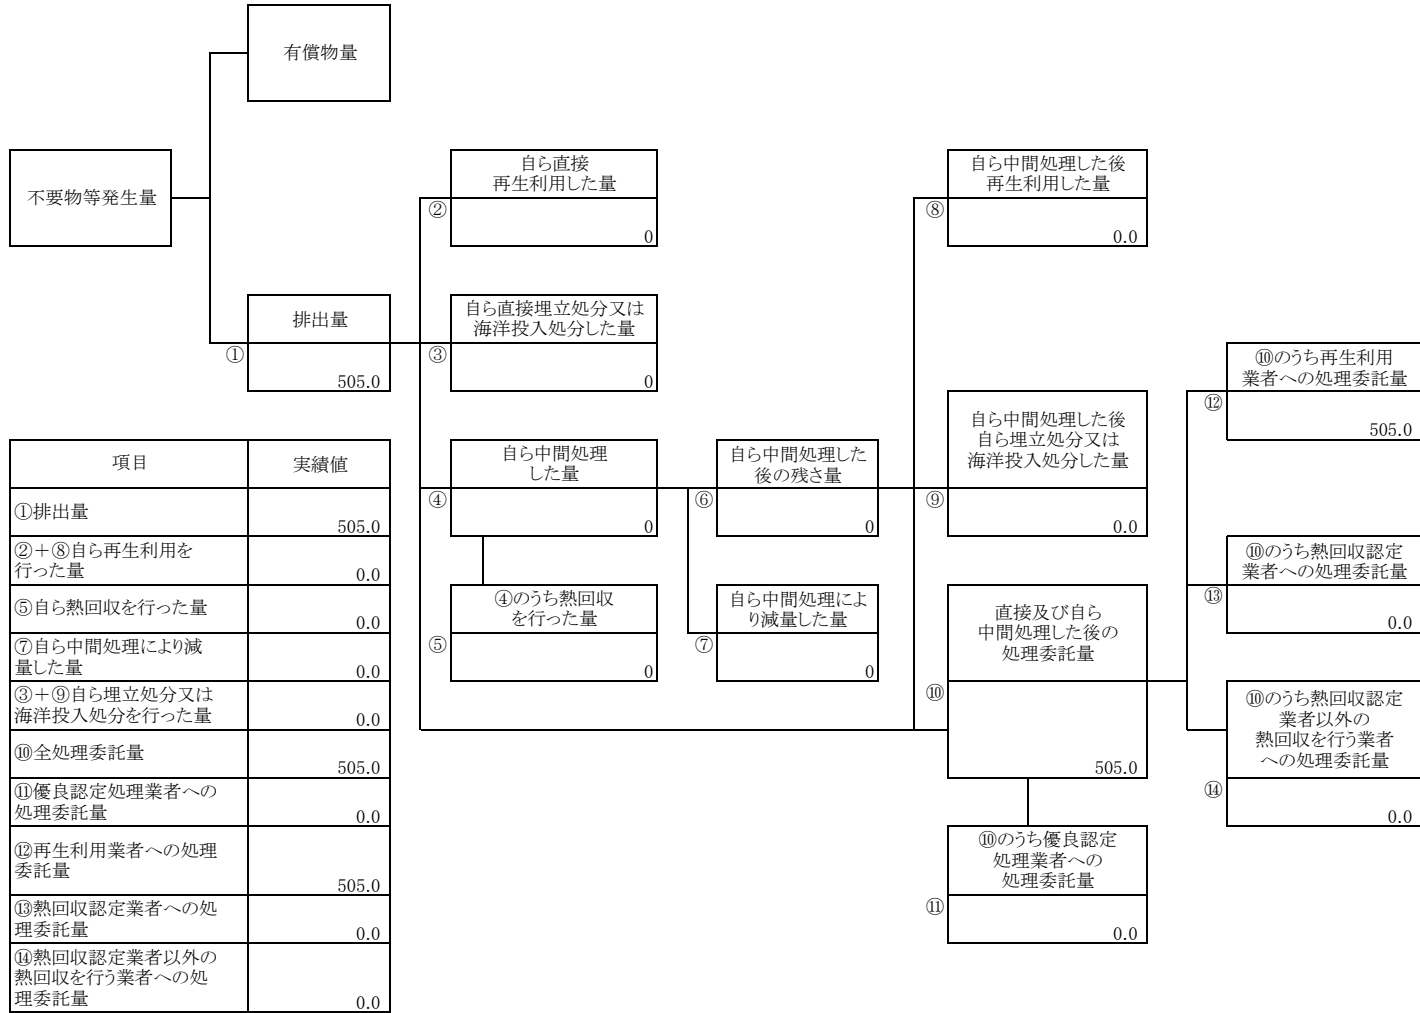 有償物量
不要物等発生量
排出量
①
505.0
自ら直接
再生利用した量
②
0
自ら直接埋立処分又は
海洋投入処分した量
③
0
自ら中間処理
した量
④
0
④のうち熱回収
を行った量
⑤
0
自ら中間処理した
後の残さ量
⑥
0
自ら中間処理によ
り減量した量
⑦
0
自ら中間処理した後
再生利用した量
⑧
0.0
自ら中間処理した後
自ら埋立処分又は
海洋投入処分した量
⑨
0.0
直接及び自ら
中間処理した後の
処理委託量
⑩
505.0
⑩のうち優良認定
処理業者への
処理委託量
⑪
0.0
⑩のうち再生利用
業者への処理委託量
⑫
505.0
⑩のうち熱回収認定
業者への処理委託量
⑬
0.0
⑩のうち熱回収認定
業者以外の
熱回収を行う業者
への処理委託量
⑭
0.0
項目 実績値
①排出量
505.0
②＋⑧自ら再生利用を
行った量
0.0
⑤自ら熱回収を行った量
0.0
⑦自ら中間処理により減
量した量
0.0
③＋⑨自ら埋立処分又は
海洋投入処分を行った量
0.0
⑩全処理委託量
505.0
⑪優良認定処理業者への
処理委託量
0.0
⑫再生利用業者への処理
委託量
505.0
⑬熱回収認定業者への処
理委託量
0.0
⑭熱回収認定業者以外の
熱回収を行う業者への処
理委託量
0.0